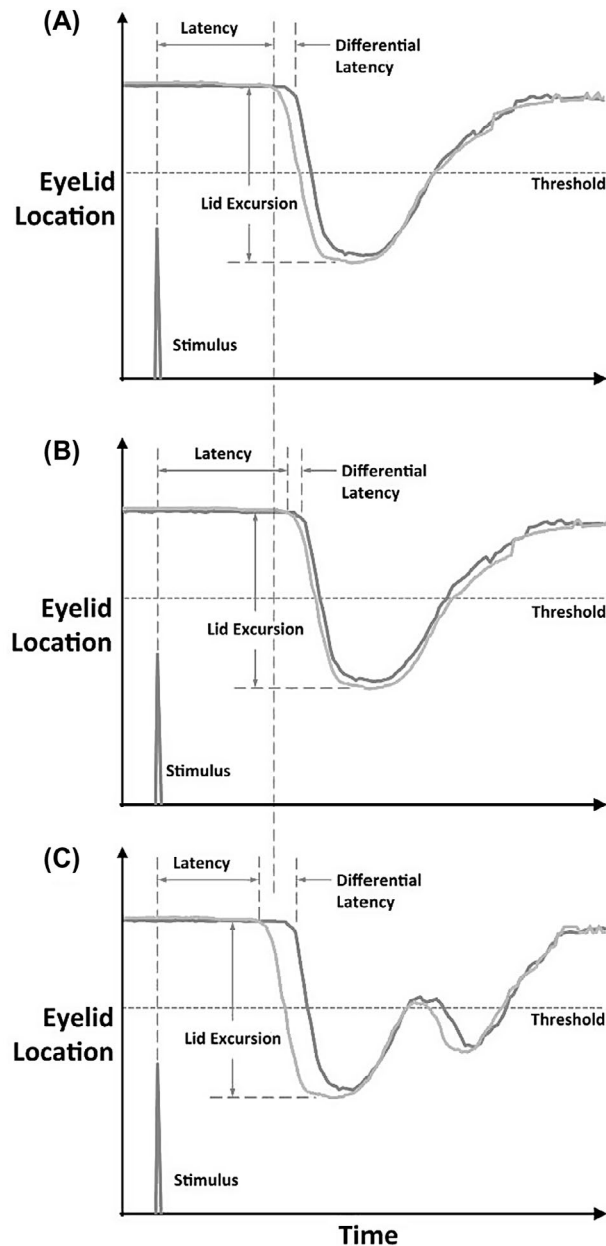 (A)
Latency
Differential
Latency
EyeLid
Location
Lid Excursion
Threshold
Stimulus
(B)
Latency
Differential
Latency
Eyelid
Location
Lid Excursion
Threshold
Stimulus
(C)
Latency
Differential
Latency
Eyelid
Location
Lid Excursion
Threshold
Stimulus
Time